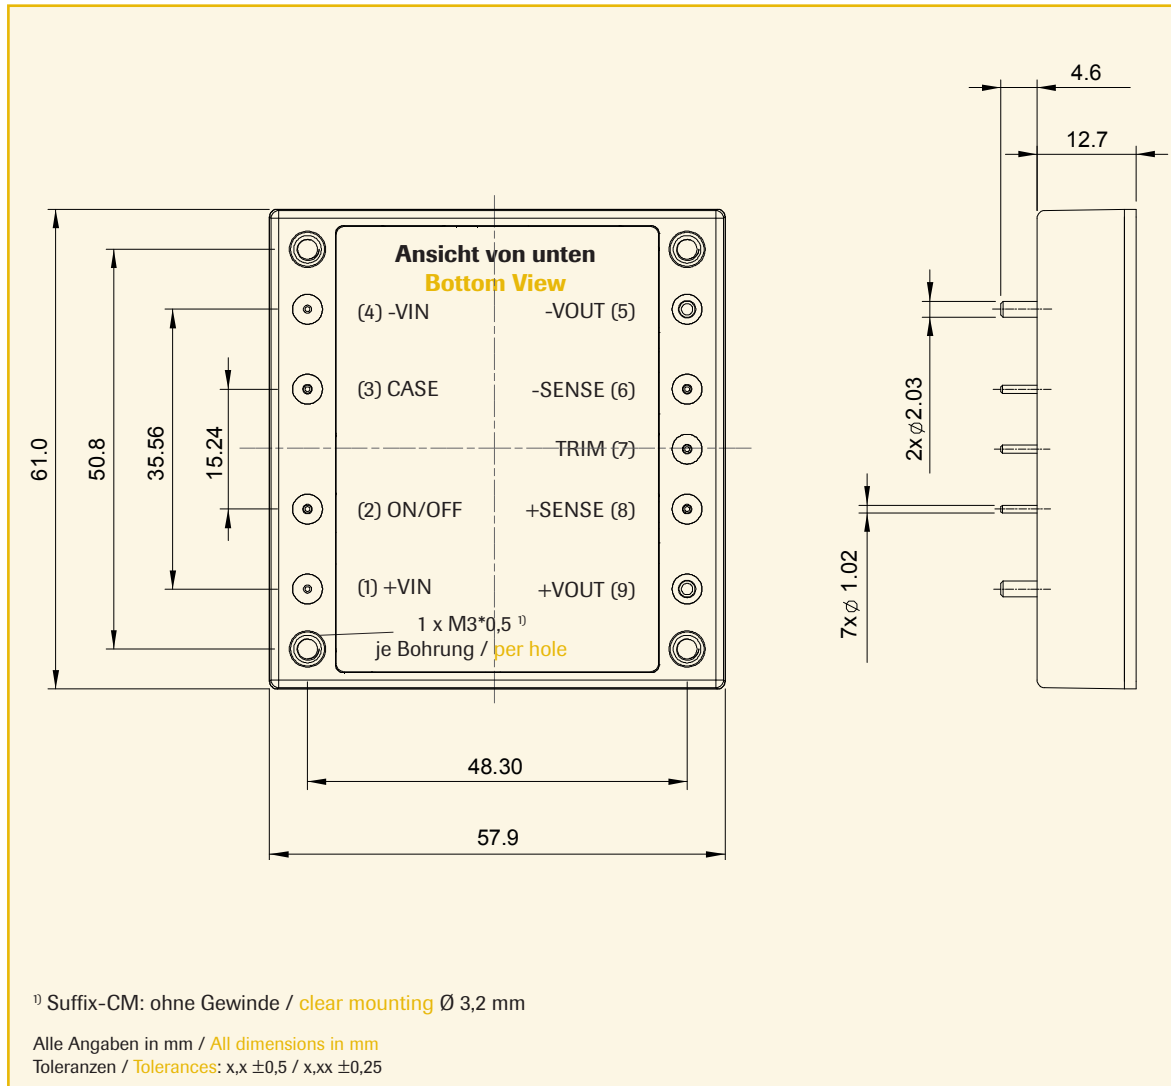 4.6
12.7
Ansicht von unten
Bottom View
(4) -VIN
-VOUT (5)
(3) CASE
-SENSE (6)
TRIM (7)
(2) ON/OFF
+SENSE (8)
(1) +VIN
+VOUT (9)
1 x M3*0,5 ¹⁾
je Bohrung / per hole
61.0
50.8
35.56
15.24
2x ⌀2.03
7x ⌀ 1.02
48.30
57.9
¹⁾ Suffix-CM: ohne Gewinde / clear mounting Ø 3,2 mm
Alle Angaben in mm / All dimensions in mm
Toleranzen / Tolerances: x,x ±0,5 / x,xx ±0,25